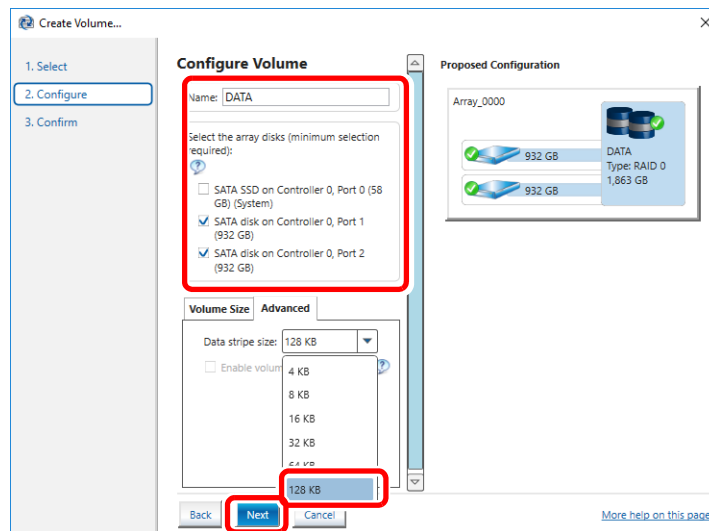 Create Volume...
1. Select
2. Configure
3. Confirm
Configure Volume
Name: DATA
Select the array disks (minimum selection
required):
SATA SSD on Controller 0, Port 0 (58
GB) (System)
SATA disk on Controller 0, Port 1
(932 GB)
SATA disk on Controller 0, Port 2
(932 GB)
Volume Size
Advanced
Data stripe size: 128 KB
Enable volum
4 KB
8 KB
16 KB
32 KB
64 KB
128 KB
Back
Next
Cancel
Proposed Configuration
Array_0000
932 GB
932 GB
DATA
Type: RAID 0
1,863 GB
More help on this page